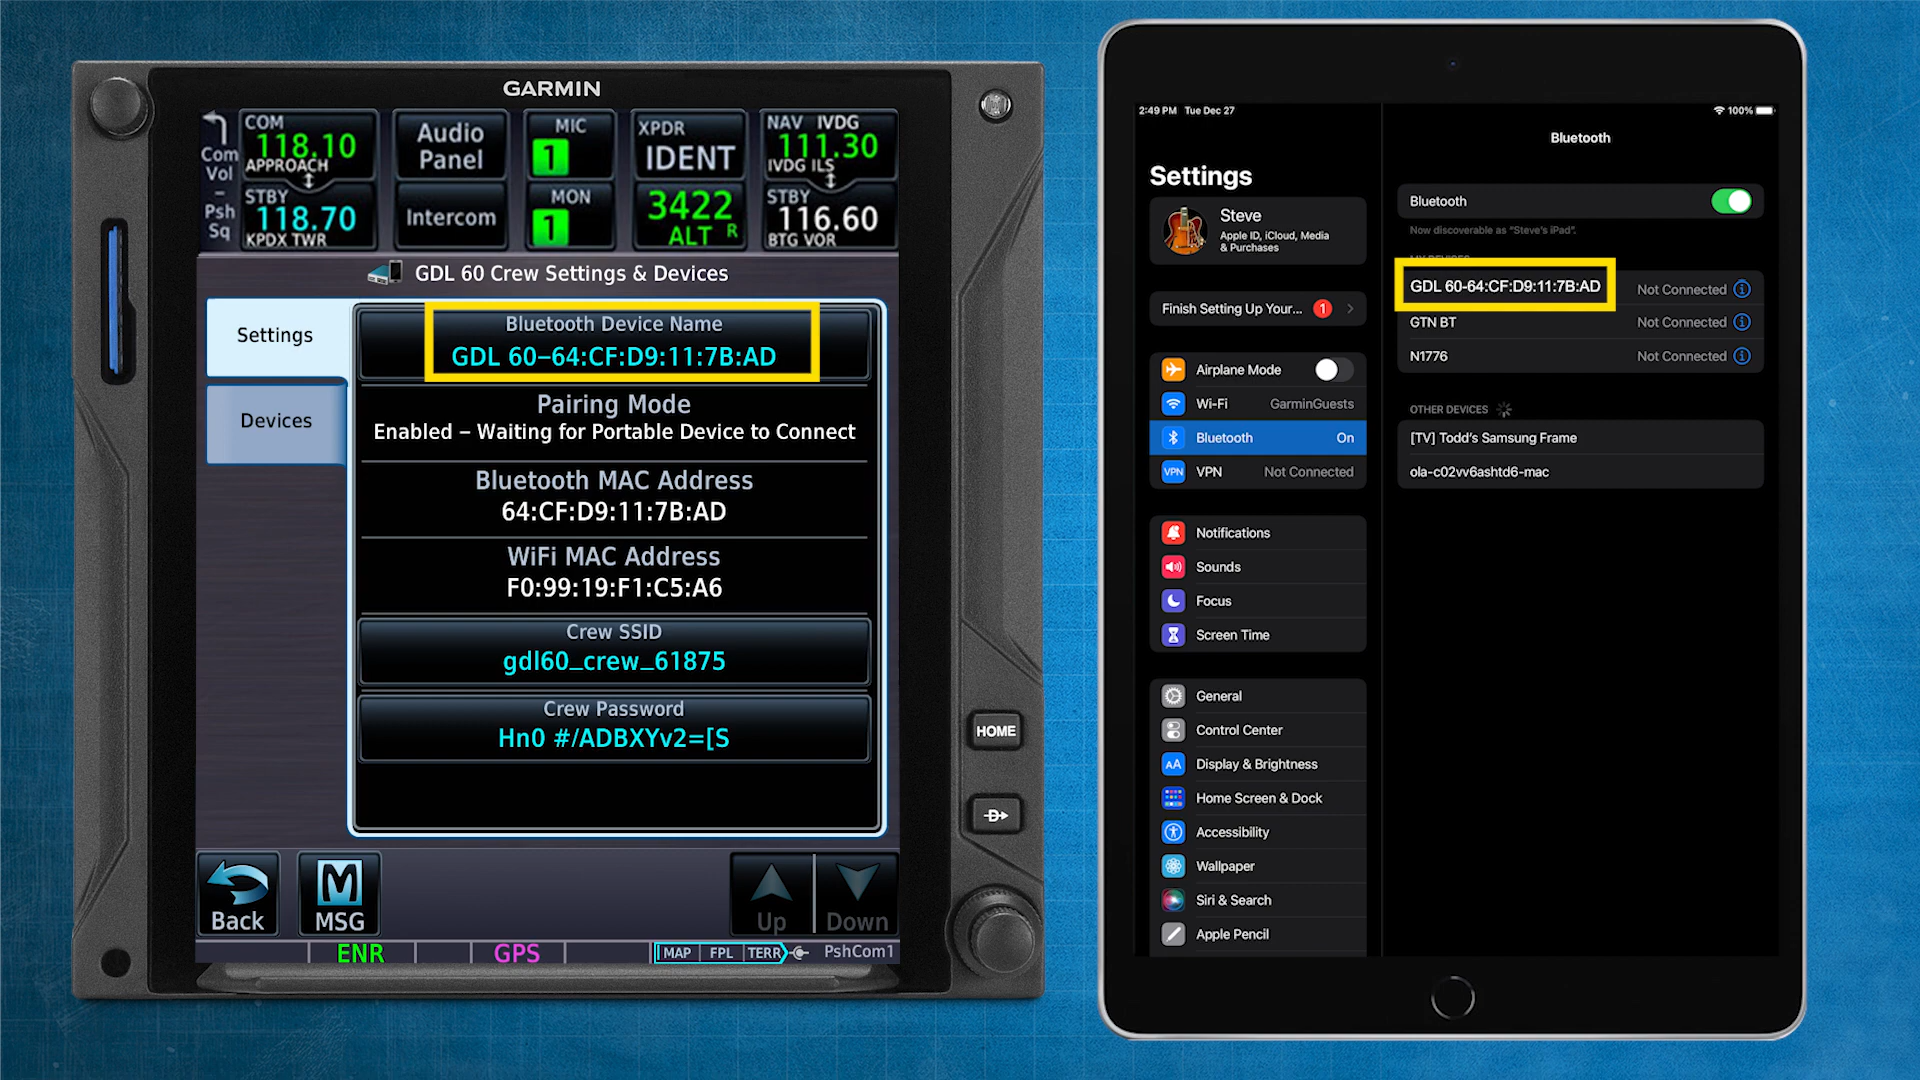 GARMIN
Com
Vol
–
Psh
Sq
COM
118.10
APPROACH
STBY
118.70
KPDX TWR
Audio
Panel
Intercom
MIC
1
MON
1
XPDR
IDENT
3422
ALT R
NAV IVDG
111.30
IVDG ILS
STBY
116.60
BTG VOR
GDL 60 Crew Settings & Devices
Settings
Devices
Bluetooth Device Name
GDL 60–64:CF:D9:11:7B:AD
Pairing Mode
Enabled – Waiting for Portable Device to Connect
Bluetooth MAC Address
64:CF:D9:11:7B:AD
WiFi MAC Address
F0:99:19:F1:C5:A6
Crew SSID
gdl60_crew_61875
Crew Password
Hn0 #/ADBXYv2=[S
Back
MSG
Up
Down
ENR
GPS
MAP FPL TERR
PshCom1
HOME
D
2:49 PM Tue Dec 27
100%
Settings
Steve
Apple ID, iCloud, Media
& Purchases
Finish Setting Up Your... 1
Airplane Mode
Wi-Fi GarminGuests
Bluetooth On
VPN VPN Not Connected
Notifications
Sounds
Focus
Screen Time
General
Control Center
AA Display & Brightness
Home Screen & Dock
Accessibility
Wallpaper
Siri & Search
Apple Pencil
Bluetooth
Bluetooth
Now discoverable as “Steve's iPad”.
MY DEVICES
GDL 60-64:CF:D9:11:7B:AD Not Connected i
GTN BT Not Connected i
N1776 Not Connected i
OTHER DEVICES
[TV] Todd's Samsung Frame
ola-c02vv6ashtd6-mac